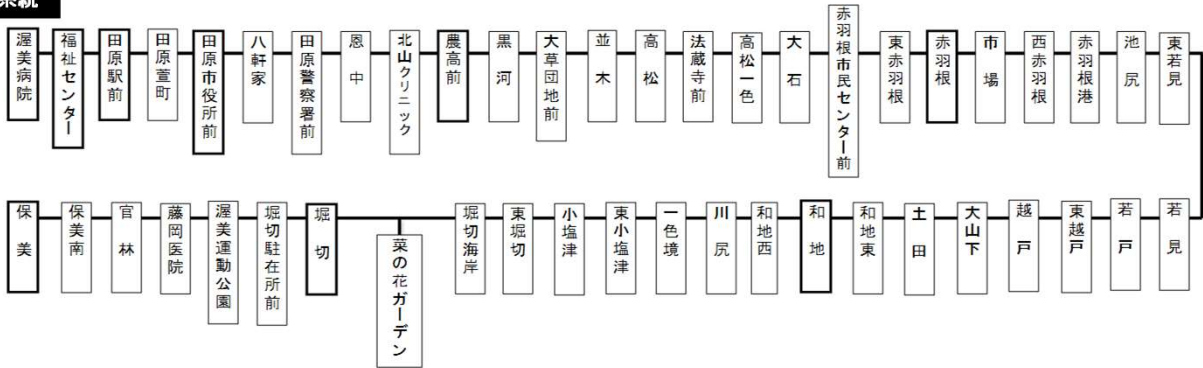 系統
渥美病院
福祉センター
田原駅前
田原萱町
田原市役所前
八軒家
田原警察署前
恩中
北山クリニック
農高前
黒河
大草団地前
並木
高松
法蔵寺前
高松一色
大石
赤羽根市民センター前
東赤羽根
赤羽根
市場
西赤羽根
赤羽根港
池尻
東若見
保美
保美南
官林
藤岡医院
渥美運動公園
堀切駐在所前
堀切
菜の花ガーデン
堀切海岸
東堀切
小塩津
東小塩津
一色境
川尻
和地西
和地
和地東
土田
大山下
越戸
東越戸
若戸
若見